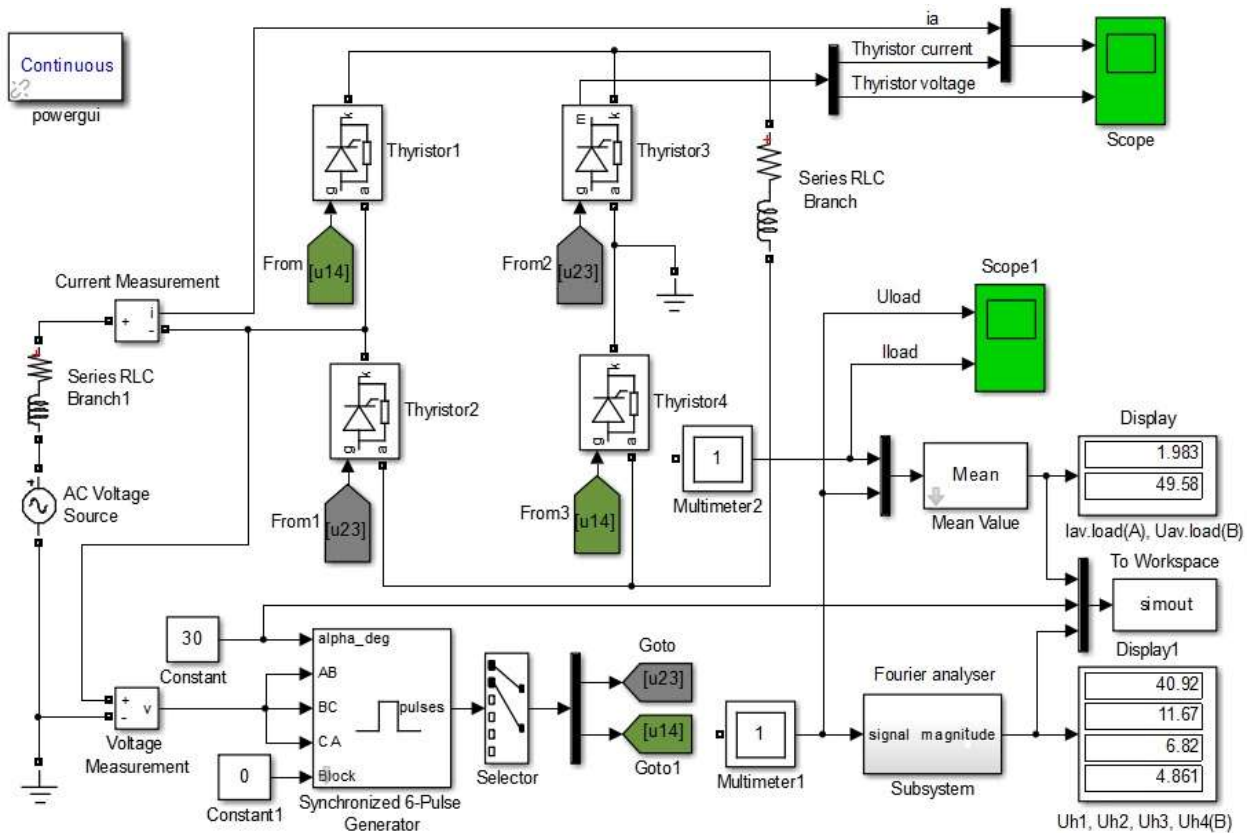 Continuous
powergui
ia
Thyristor current
Thyristor voltage
Scope
k
g
a
Thyristor1
m
k
g
a
Thyristor3
Series RLC
Branch
From
[u14]
From2
[u23]
Current Measurement
+
i
-
Scope1
Uload
Iload
Series RLC
Branch1
k
g
a
Thyristor2
k
g
a
Thyristor4
AC Voltage
Source
+
From1
[u23]
From3
[u14]
1
Multimeter2
Mean
Mean Value
Display
1.983
49.58
Iav.load(A), Uav.load(B)
To Workspace
simout
30
Constant
alpha_deg
AB
BC
CA
Block
pulses
Synchronized 6-Pulse
Generator
+
-
v
Voltage
Measurement
0
Constant1
Selector
Goto
[u23]
[u14]
Goto1
1
Multimeter1
Fourier analyser
signal magnitude
Subsystem
Display1
40.92
11.67
6.82
4.861
Uh1, Uh2, Uh3, Uh4(B)